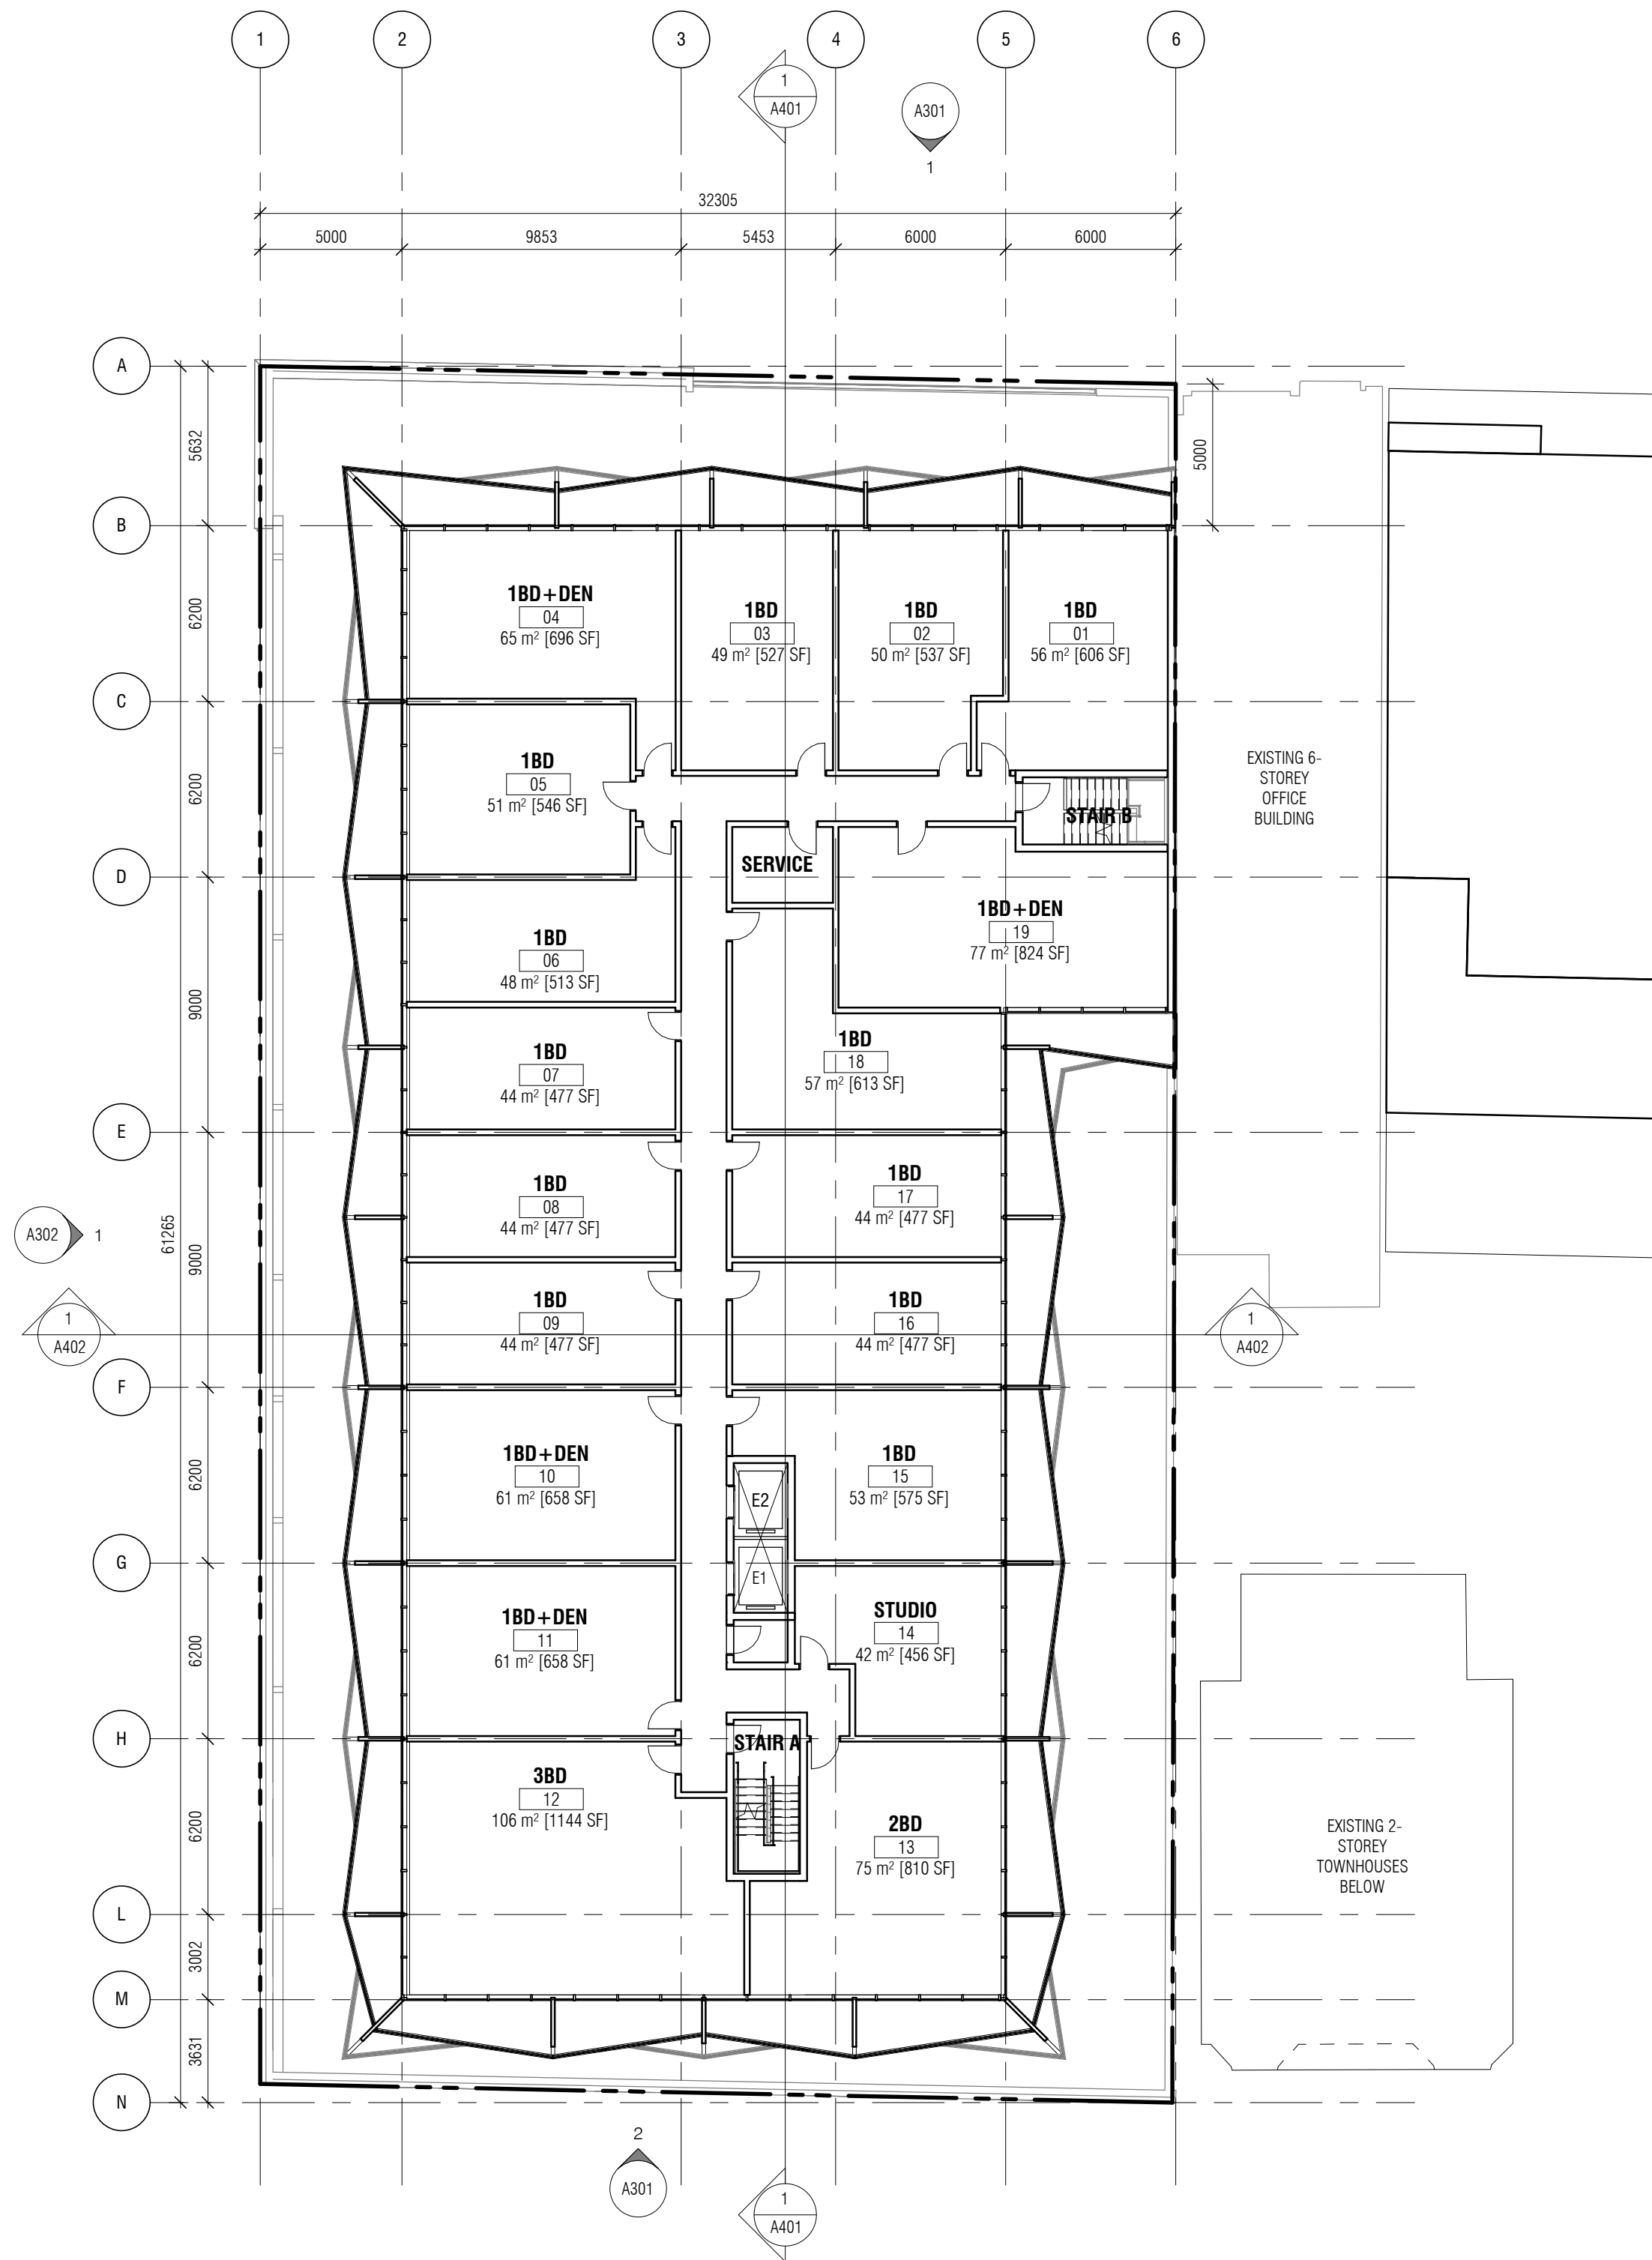 1
2
3
4
5
6
1
A401
A301
1
32305
5000
9853
5453
6000
6000
A
5632
5000
B
6200
1BD+DEN
04
65 m² [696 SF]
1BD
03
49 m² [527 SF]
1BD
02
50 m² [537 SF]
1BD
01
56 m² [606 SF]
C
6200
1BD
05
51 m² [546 SF]
EXISTING 6-
STOREY
OFFICE
BUILDING
STAIR B
SERVICE
D
1BD+DEN
19
77 m² [824 SF]
1BD
06
48 m² [513 SF]
9000
1BD
07
44 m² [477 SF]
1BD
18
57 m² [613 SF]
E
1BD
08
44 m² [477 SF]
1BD
17
44 m² [477 SF]
A302
1
61265
9000
1BD
09
44 m² [477 SF]
1BD
16
44 m² [477 SF]
1
A402
1
A402
F
6200
1BD+DEN
10
61 m² [658 SF]
E2
1BD
15
53 m² [575 SF]
G
E1
6200
1BD+DEN
11
61 m² [658 SF]
STUDIO
14
42 m² [456 SF]
H
STAIR A
6200
3BD
12
106 m² [1144 SF]
2BD
13
75 m² [810 SF]
EXISTING 2-
STOREY
TOWNHOUSES
BELOW
L
3002
M
3631
N
2
A301
1
A401